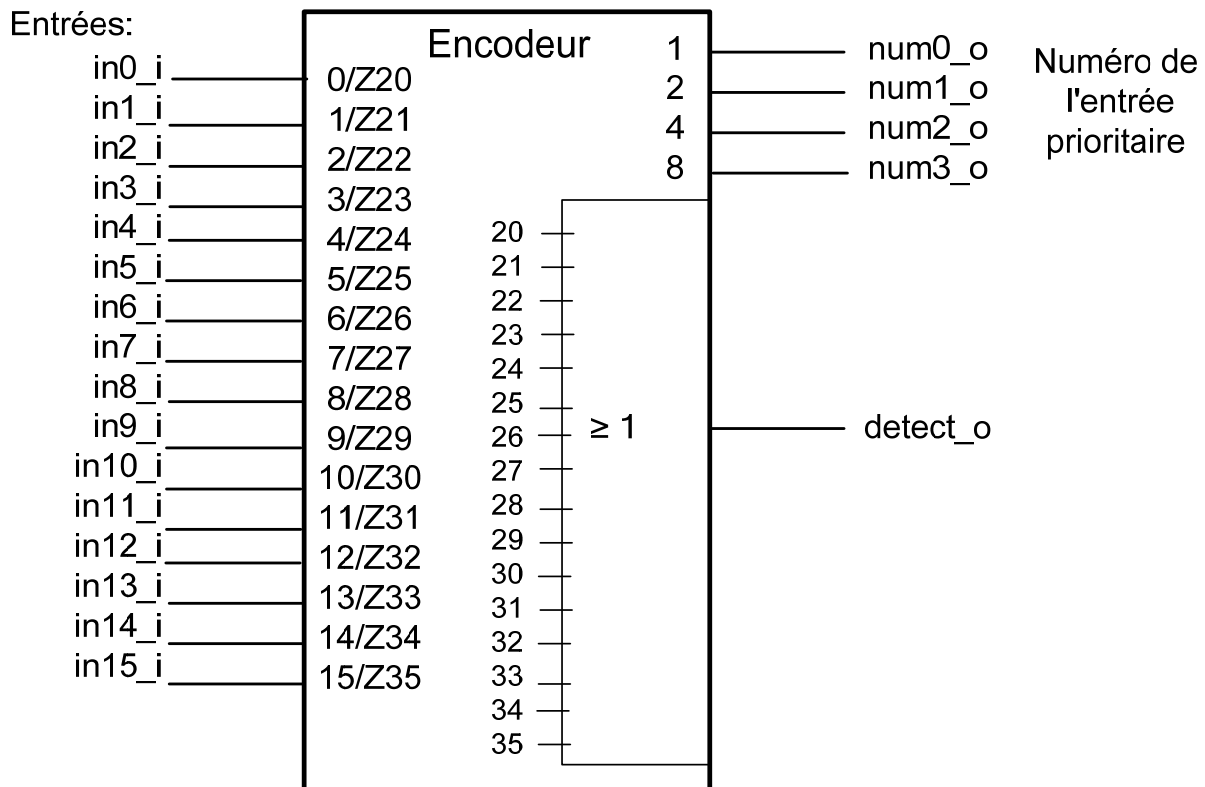 Entrées:
Encodeur
in0_i
in1_i
in2_i
in3_i
in4_i
in5_i
in6_i
in7_i
in8_i
in9_i
in10_i
in11_i
in12_i
in13_i
in14_i
in15_i
0/Z20
1/Z21
2/Z22
3/Z23
4/Z24
5/Z25
6/Z26
7/Z27
8/Z28
9/Z29
10/Z30
11/Z31
12/Z32
13/Z33
14/Z34
15/Z35
20
21
22
23
24
25
26
27
28
29
30
31
32
33
34
35
≥ 1
1
2
4
8
num0_o
num1_o
num2_o
num3_o
Numéro de
l'entrée
prioritaire
detect_o